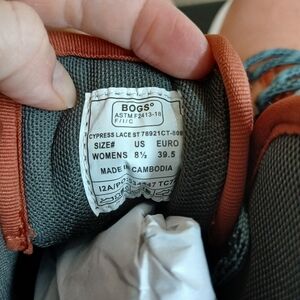 BOGS®
ASTM F2413-18
F/I/C
CYPRESS LACE ST 78921CT-808
SIZE# US EURO
WOMENS 8½ 39.5
MADE IN CAMBODIA